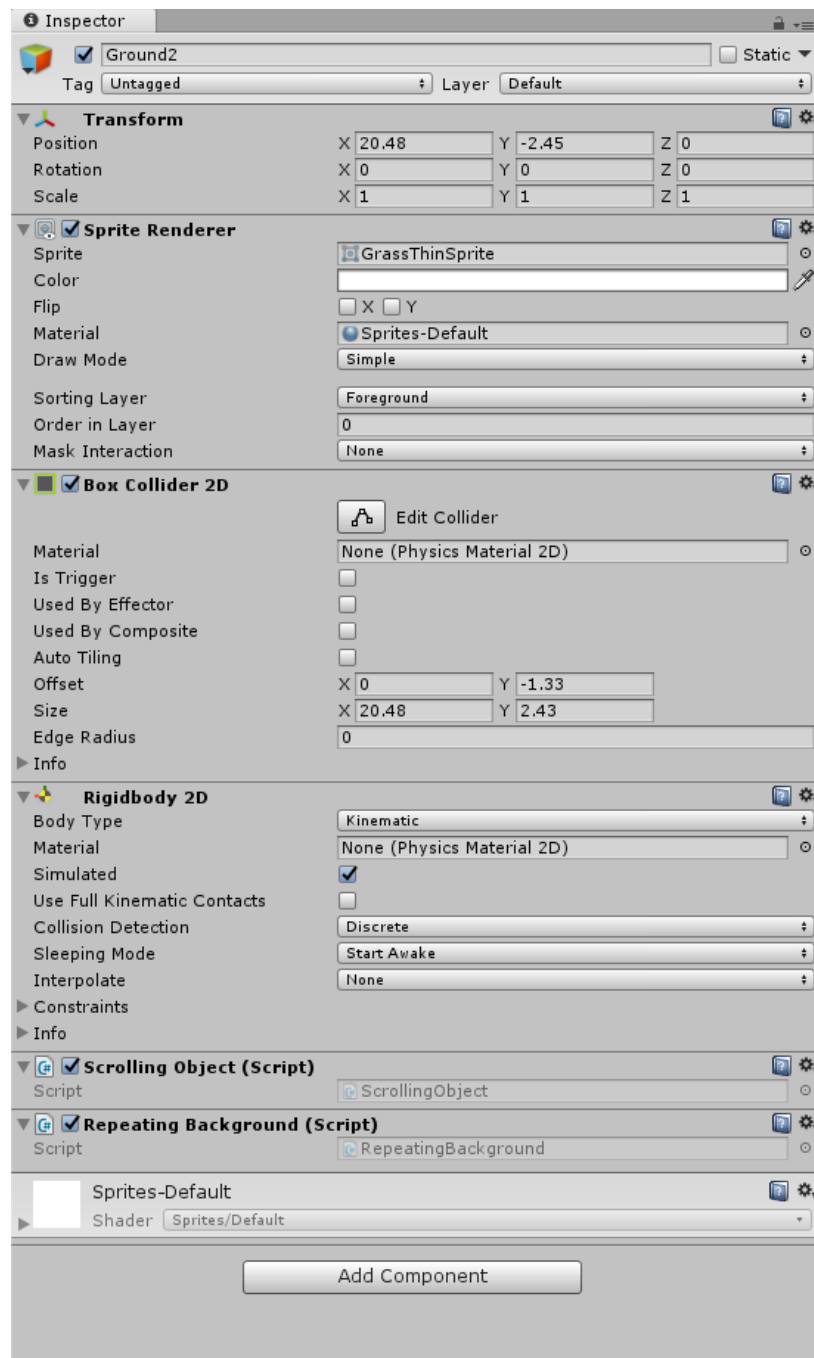 Inspector
Ground2 Static
Tag Untagged Layer Default
Transform
Position X 20.48 Y -2.45 Z 0
Rotation X 0 Y 0 Z 0
Scale X 1 Y 1 Z 1
Sprite Renderer
Sprite GrassThinSprite
Color
Flip X Y
Material Sprites-Default
Draw Mode Simple
Sorting Layer Foreground
Order in Layer 0
Mask Interaction None
Box Collider 2D
Edit Collider
Material None (Physics Material 2D)
Is Trigger
Used By Effector
Used By Composite
Auto Tiling
Offset X 0 Y -1.33
Size X 20.48 Y 2.43
Edge Radius 0
Info
Rigidbody 2D
Body Type Kinematic
Material None (Physics Material 2D)
Simulated
Use Full Kinematic Contacts
Collision Detection Discrete
Sleeping Mode Start Awake
Interpolate None
Constraints
Info
Scrolling Object (Script)
Script ScrollingObject
Repeating Background (Script)
Script RepeatingBackground
Sprites-Default
Shader Sprites/Default
Add Component